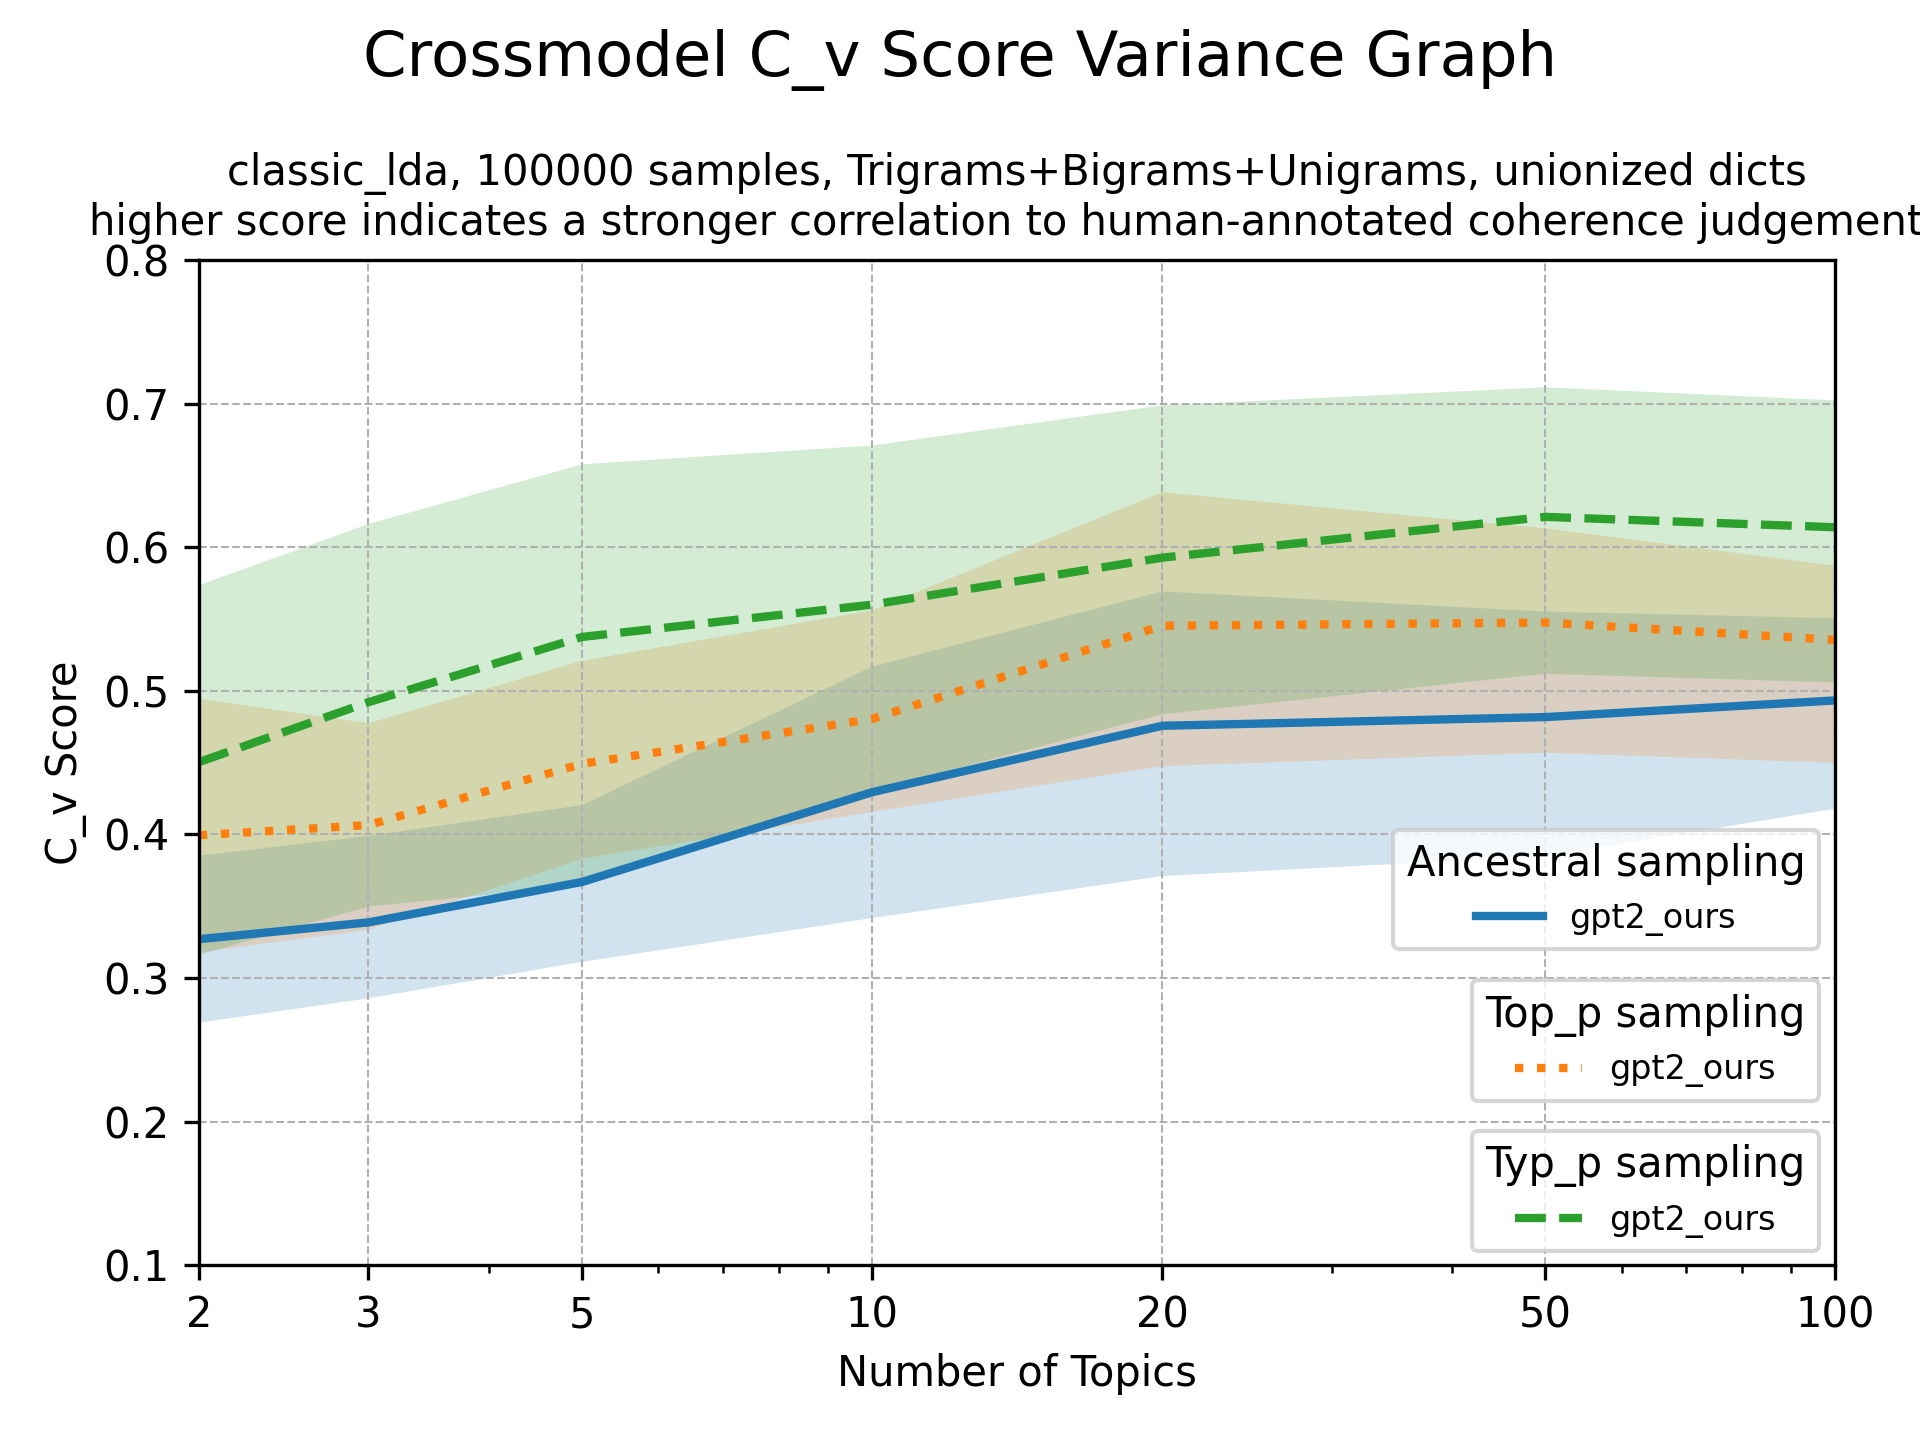 Crossmodel C_v Score Variance Graph
classic_lda, 100000 samples, Trigrams+Bigrams+Unigrams, unionized dicts
higher score indicates a stronger correlation to human-annotated coherence judgement
0.8
0.7
0.6
0.5
0.4
0.3
0.2
0.1
C_v Score
Ancestral sampling
gpt2_ours
Top_p sampling
gpt2_ours
Typ_p sampling
gpt2_ours
2 3 5 10 20 50 100
Number of Topics